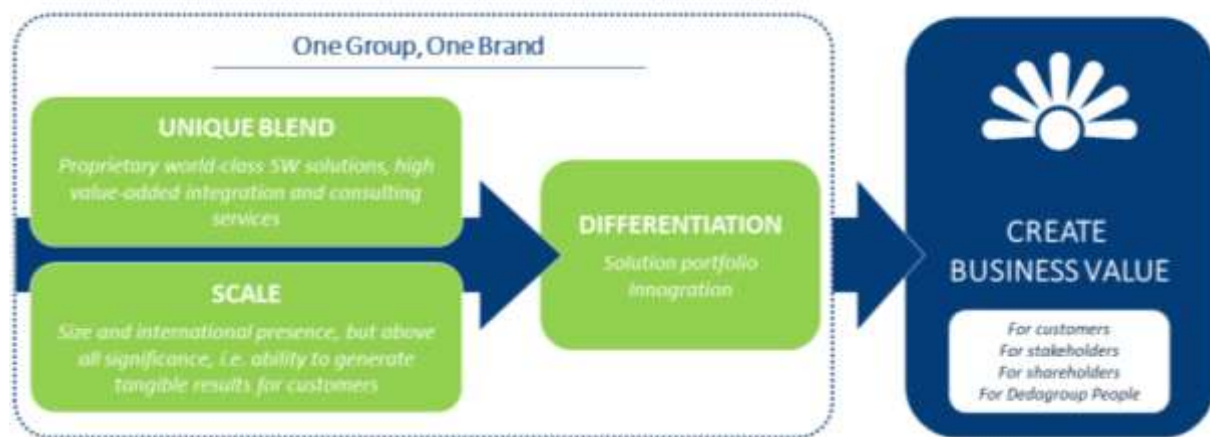 One Group, One Brand
UNIQUE BLEND
Proprietary world-class SW solutions, high
value-added integration and consulting
services
SCALE
Size and international presence, but above
all significance, i.e. ability to generate
tangible results for customers
DIFFERENTIATION
Solution portfolio
Innogration
CREATE
BUSINESS VALUE
For customers
For stakeholders
For shareholders
For Dedagroup People